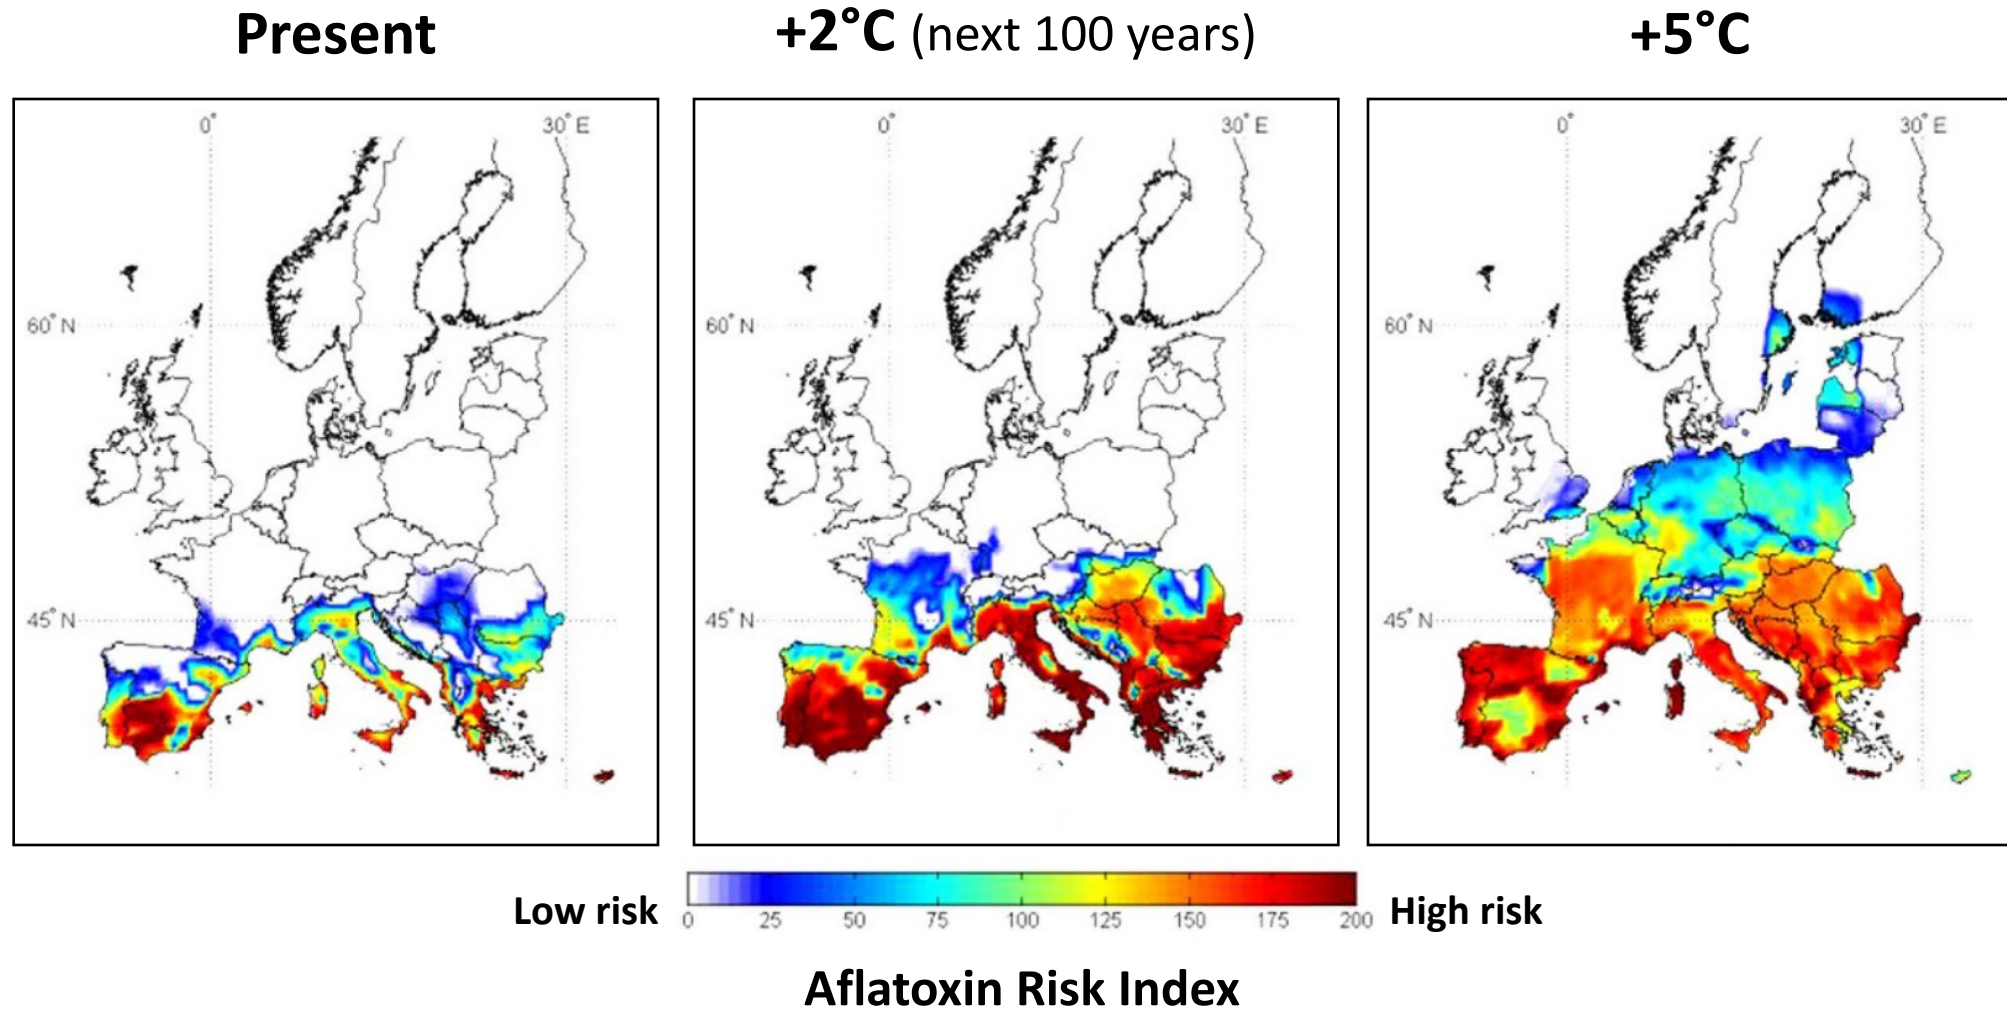 Present
+2°C (next 100 years)
+5°C
0° 30° E
0° 30° E
0° 30° E
60° N
60° N
60° N
45° N
45° N
45° N
Low risk
0 25 50 75 100 125 150 175 200
High risk
Aflatoxin Risk Index